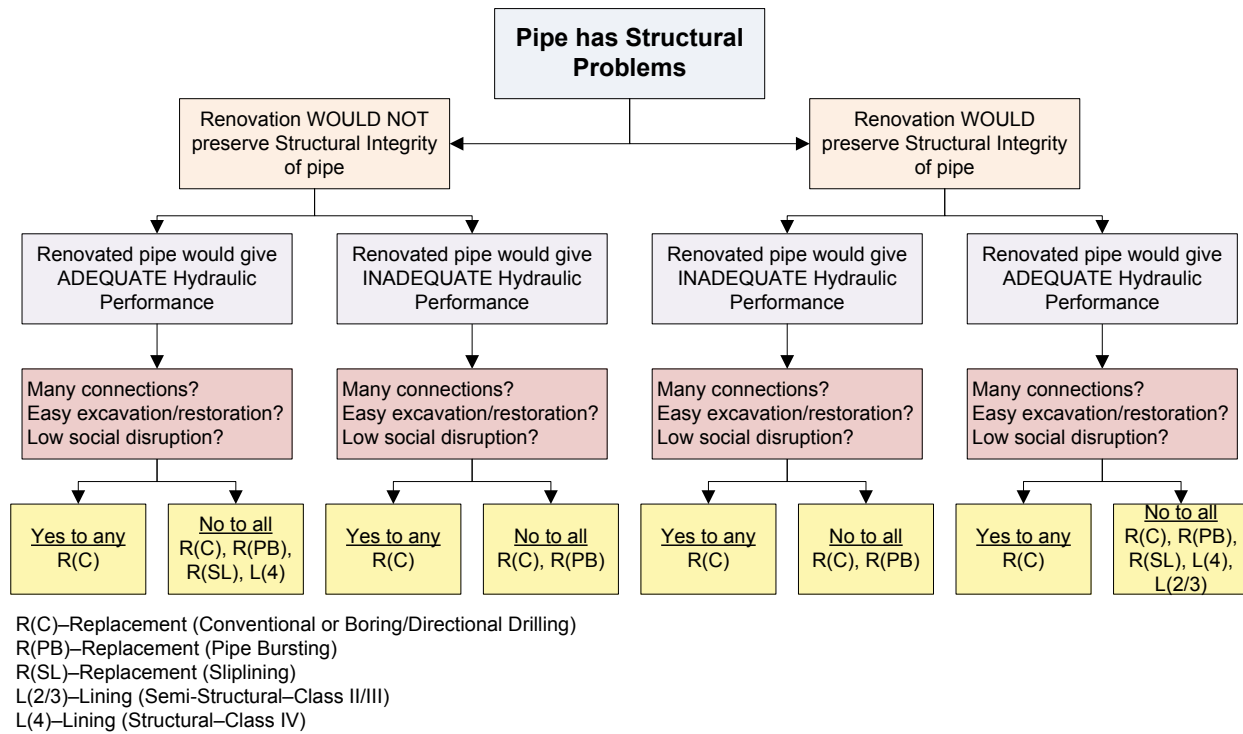 Pipe has Structural
Problems
Renovation WOULD NOT
preserve Structural Integrity
of pipe
Renovation WOULD
preserve Structural Integrity
of pipe
Renovated pipe would give
ADEQUATE Hydraulic
Performance
Renovated pipe would give
INADEQUATE Hydraulic
Performance
Renovated pipe would give
INADEQUATE Hydraulic
Performance
Renovated pipe would give
ADEQUATE Hydraulic
Performance
Many connections?
Easy excavation/restoration?
Low social disruption?
Many connections?
Easy excavation/restoration?
Low social disruption?
Many connections?
Easy excavation/restoration?
Low social disruption?
Many connections?
Easy excavation/restoration?
Low social disruption?
Yes to any
R(C)
No to all
R(C), R(PB),
R(SL), L(4)
Yes to any
R(C)
No to all
R(C), R(PB)
Yes to any
R(C)
No to all
R(C), R(PB)
Yes to any
R(C)
No to all
R(C), R(PB),
R(SL), L(4),
L(2/3)
R(C)–Replacement (Conventional or Boring/Directional Drilling)
R(PB)–Replacement (Pipe Bursting)
R(SL)–Replacement (Sliplining)
L(2/3)–Lining (Semi-Structural–Class II/III)
L(4)–Lining (Structural–Class IV)